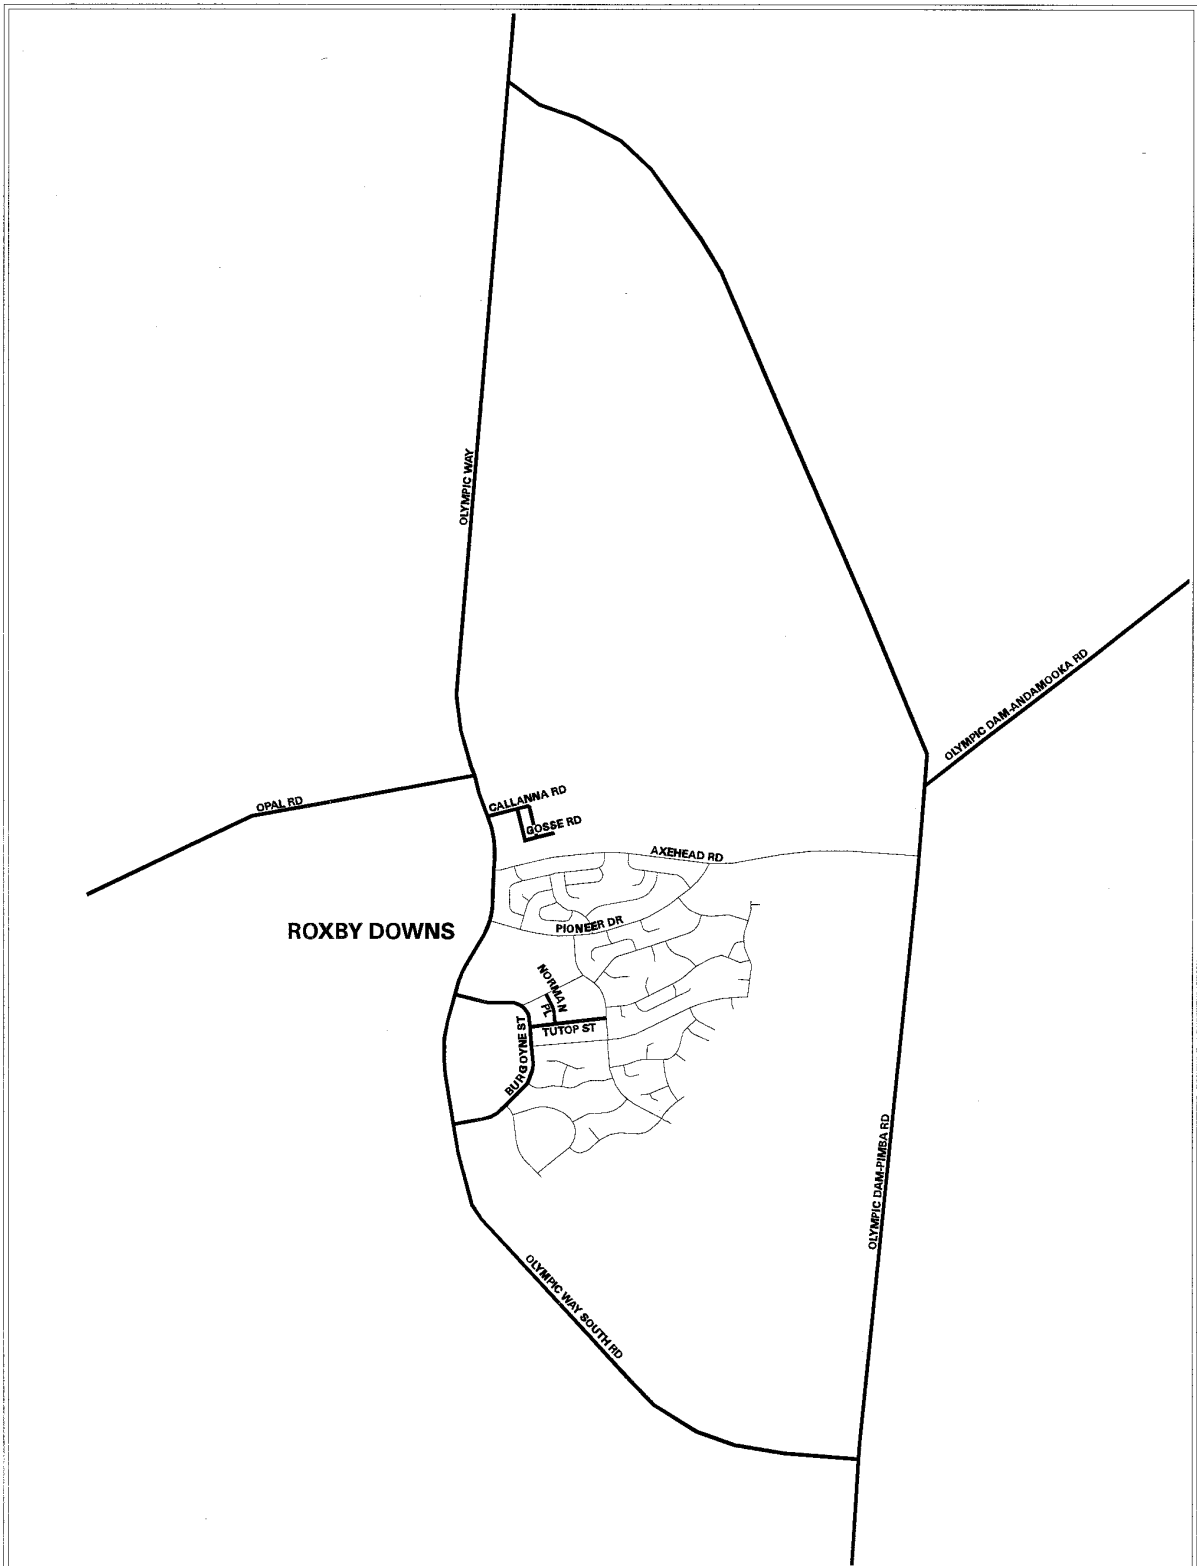 OLYMPIC WAY
OLYMPIC DAM-ANDAMOOKA RD
OPAL RD
CALLANNA RD
GOSSE RD
AXEHEAD RD
ROXBY DOWNS
PIONEER DR
NORMAN
PL
TUTOP ST
BURGOYNE ST
OLYMPIC DAM-PIMBA RD
OLYMPIC WAY SOUTH RD